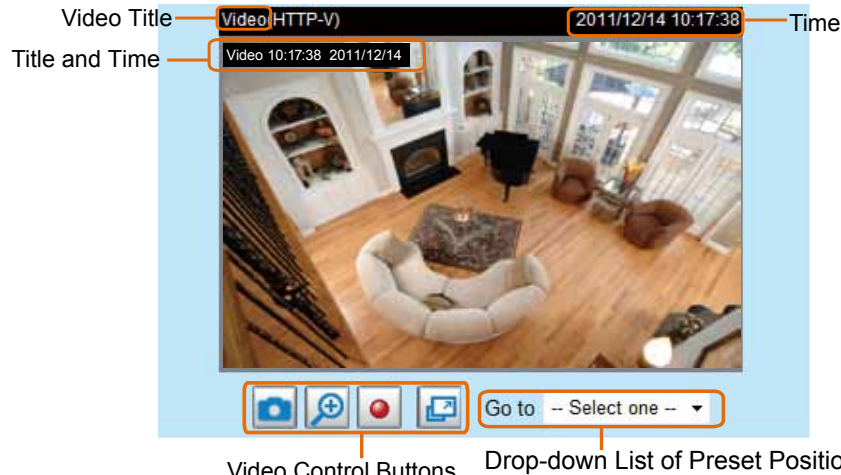 Video Title
Video(HTTP-V)
2011/12/14 10:17:38
Time
Title and Time
Video 10:17:38 2011/12/14
Go to
-- Select one --
Video Control Buttons
Drop-down List of Preset Positio